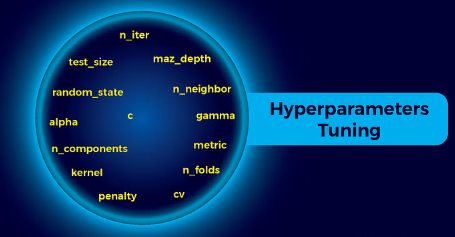 n_iter
test_size
maz_depth
random_state
n_neighbor
alpha
c
gamma
n_components
metric
kernel
n_folds
penalty
cv
Hyperparameters
Tuning